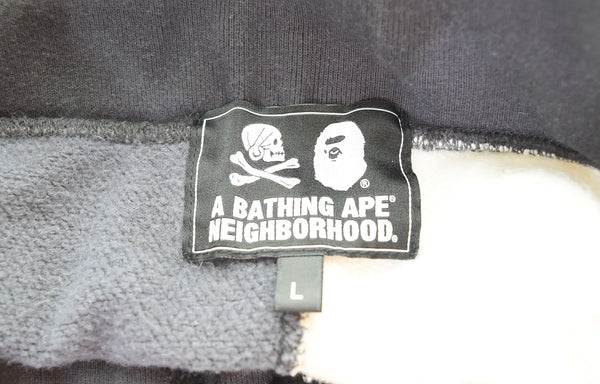 ®
A BATHING APE®
NEIGHBORHOOD.
L